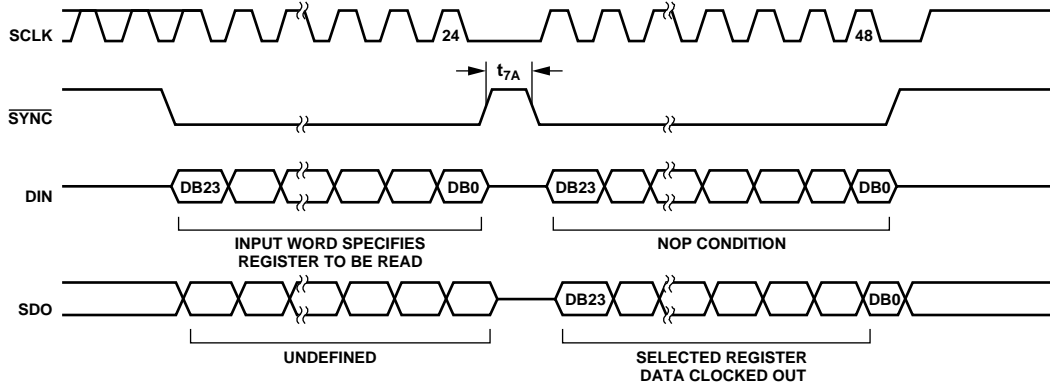 SCLK
24
48
t7A
SYNC
DIN
DB23
DB0
DB23
DB0
INPUT WORD SPECIFIES
REGISTER TO BE READ
NOP CONDITION
SDO
DB23
DB0
UNDEFINED
SELECTED REGISTER
DATA CLOCKED OUT